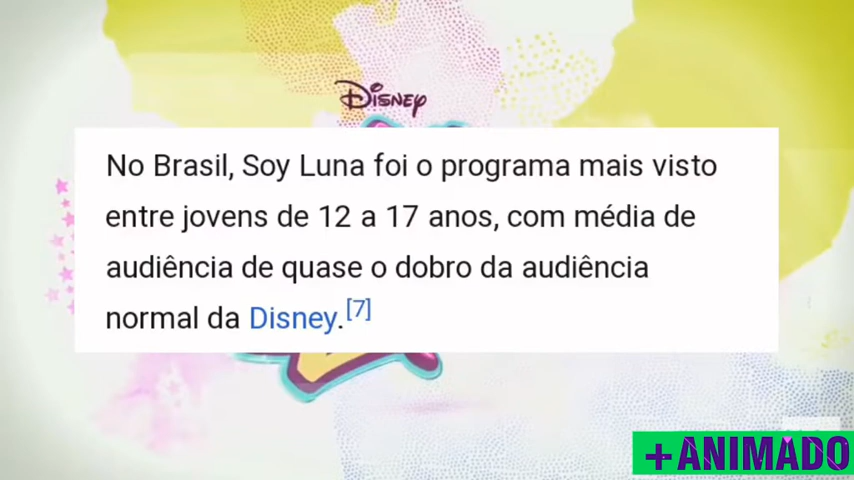 Disney
No Brasil, Soy Luna foi o programa mais visto
entre jovens de 12 a 17 anos, com média de
audiência de quase o dobro da audiência
normal da Disney.[7]
+ANIMADO